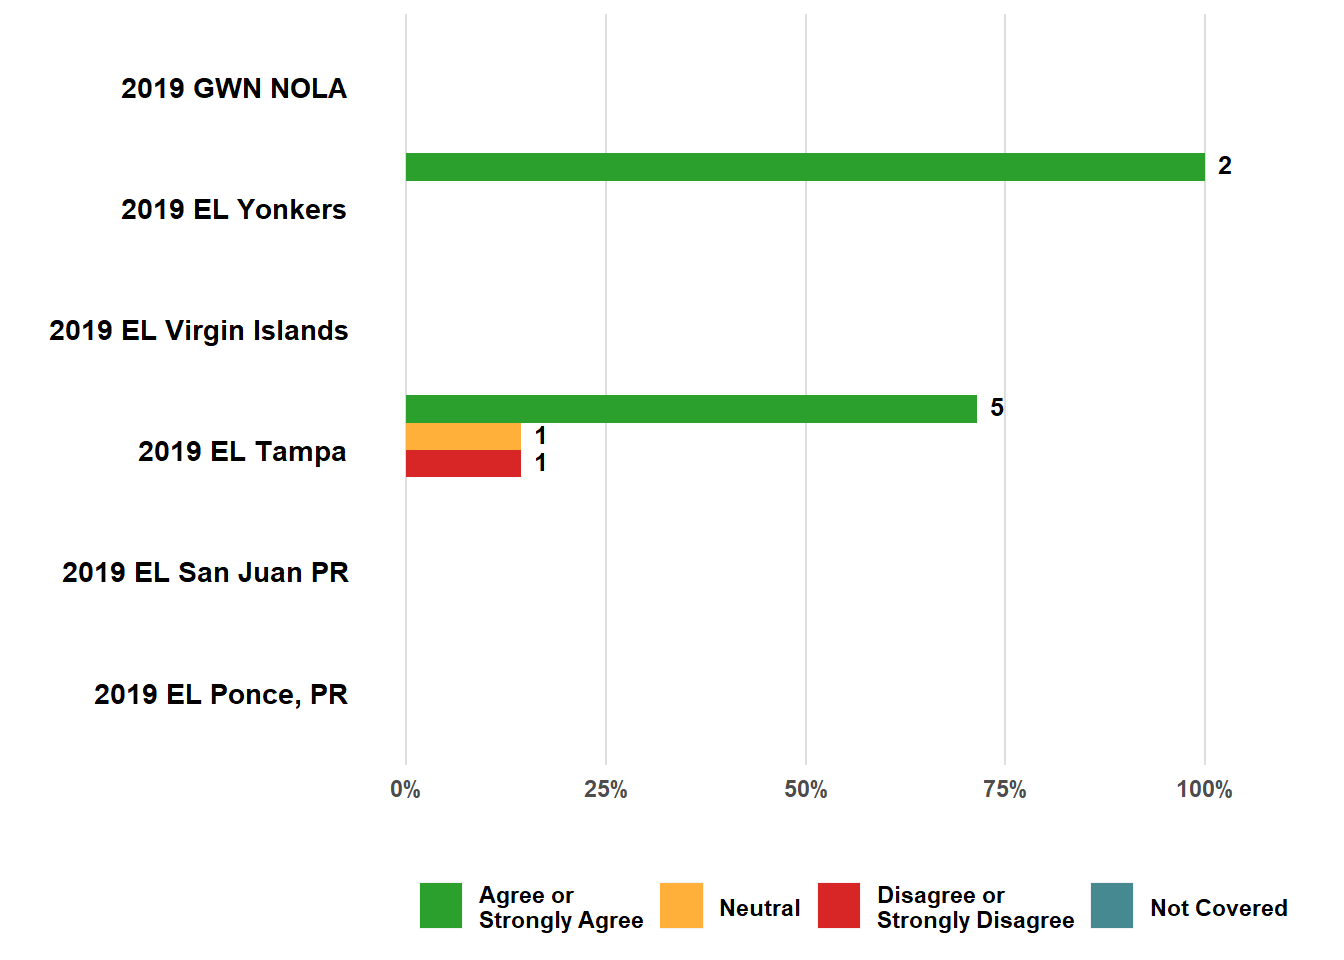 2019 GWN NOLA
2
2019 EL Yonkers
2019 EL Virgin Islands
5
1
2019 EL Tampa
1
2019 EL San Juan PR
2019 EL Ponce, PR
0% 25% 50% 75% 100%
Agree or
Strongly Agree
Neutral
Disagree or
Strongly Disagree
Not Covered